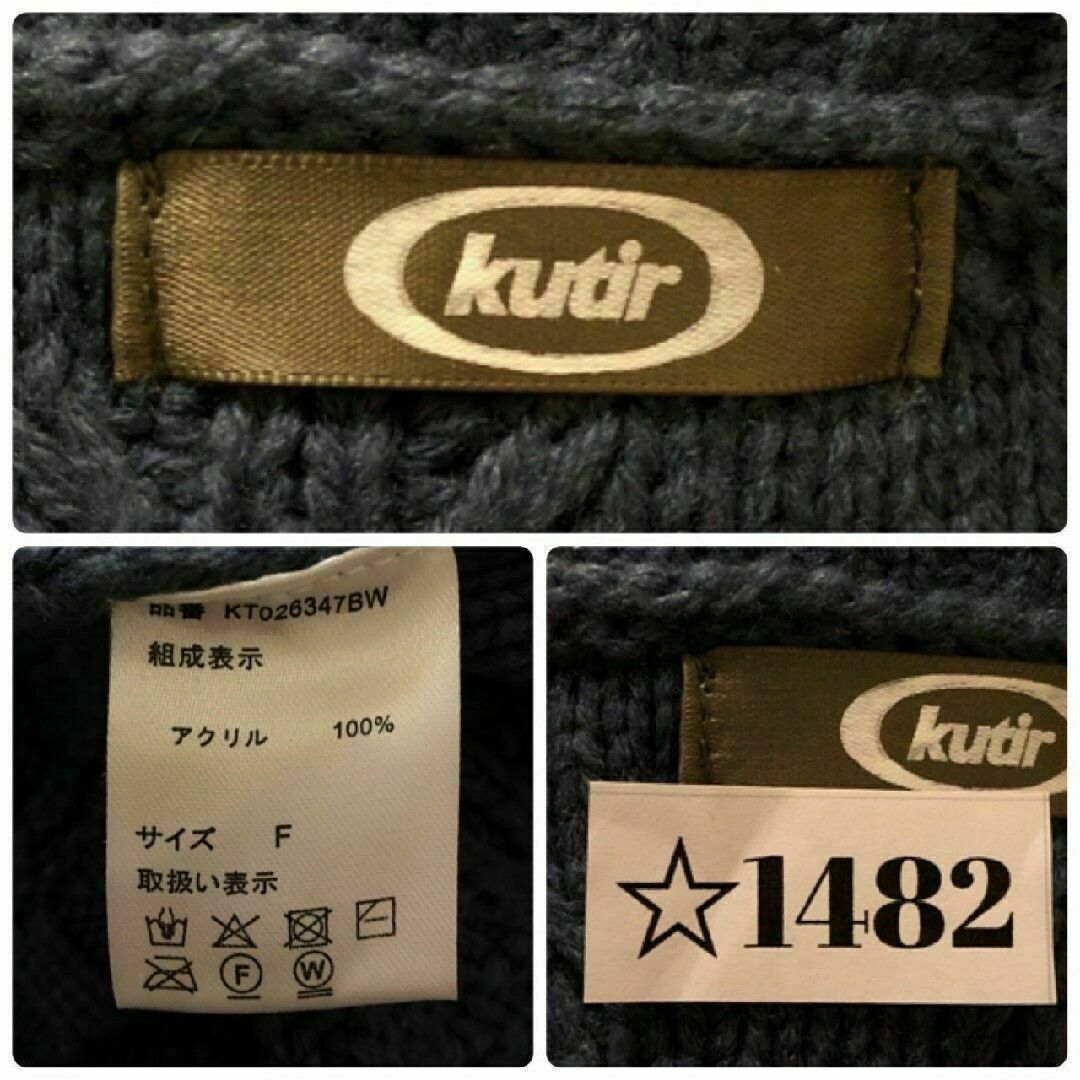 kutir
品番 KT026347BW
組成表示
アクリル 100%
サイズ F
取扱い表示
F W
kutir
☆1482